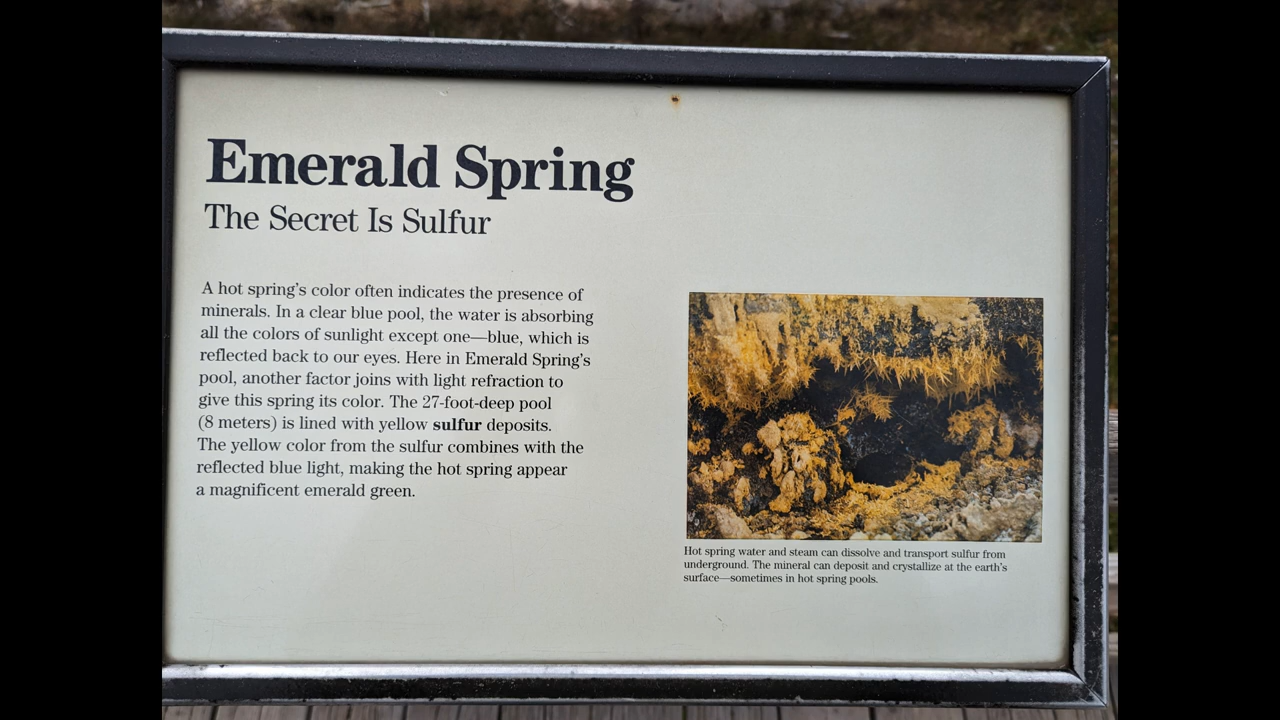 Emerald Spring
The Secret Is Sulfur
A hot spring's color often indicates the presence of
minerals. In a clear blue pool, the water is absorbing
all the colors of sunlight except one—blue, which is
reflected back to our eyes. Here in Emerald Spring's
pool, another factor joins with light refraction to
give this spring its color. The 27-foot-deep pool
(8 meters) is lined with yellow sulfur deposits.
The yellow color from the sulfur combines with the
reflected blue light, making the hot spring appear
a magnificent emerald green.
Hot spring water and steam can dissolve and transport sulfur from
underground. The mineral can deposit and crystallize at the earth's
surface—sometimes in hot spring pools.